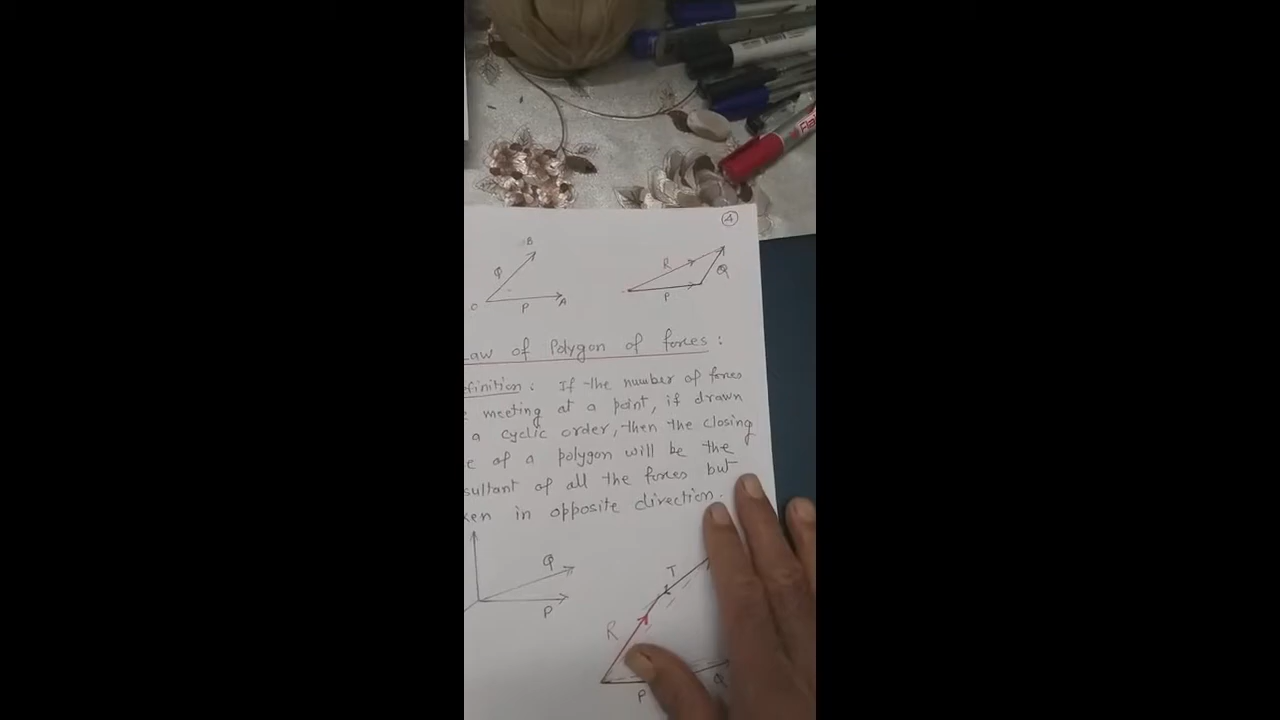 4
B
Q
O
P
A
R
Q
P
Law of Polygon of forces :
finition : If the number of forces
e meeting at a point, if drawn
a cyclic order, then the closing
e of a polygon will be the
sultant of all the forces but
ken in opposite direction.
Q
P
T
R
P
Q